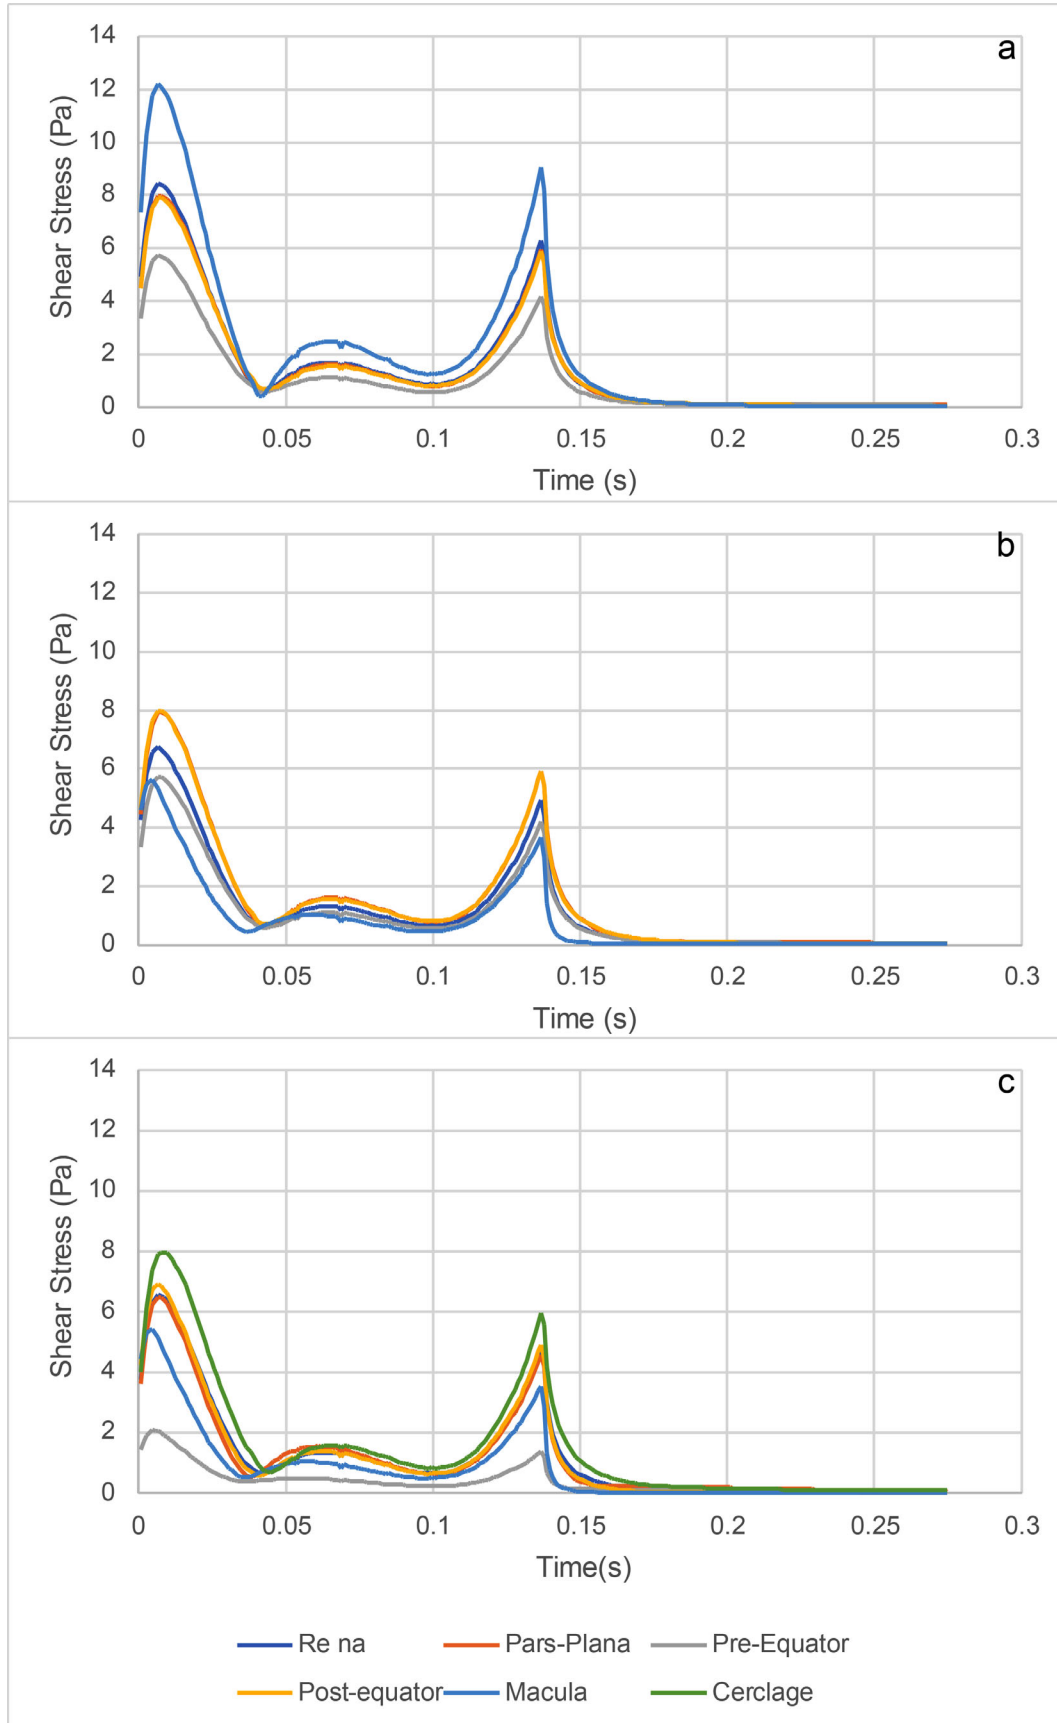 a
Shear Stress (Pa)
14
12
10
8
6
4
2
0
0 0.05 0.1 0.15 0.2 0.25 0.3
Time (s)
b
Shear Stress (Pa)
14
12
10
8
6
4
2
0
0 0.05 0.1 0.15 0.2 0.25 0.3
Time (s)
c
Shear Stress (Pa)
14
12
10
8
6
4
2
0
0 0.05 0.1 0.15 0.2 0.25 0.3
Time(s)
Re na Pars-Plana Pre-Equator
Post-equator Macula Cerclage